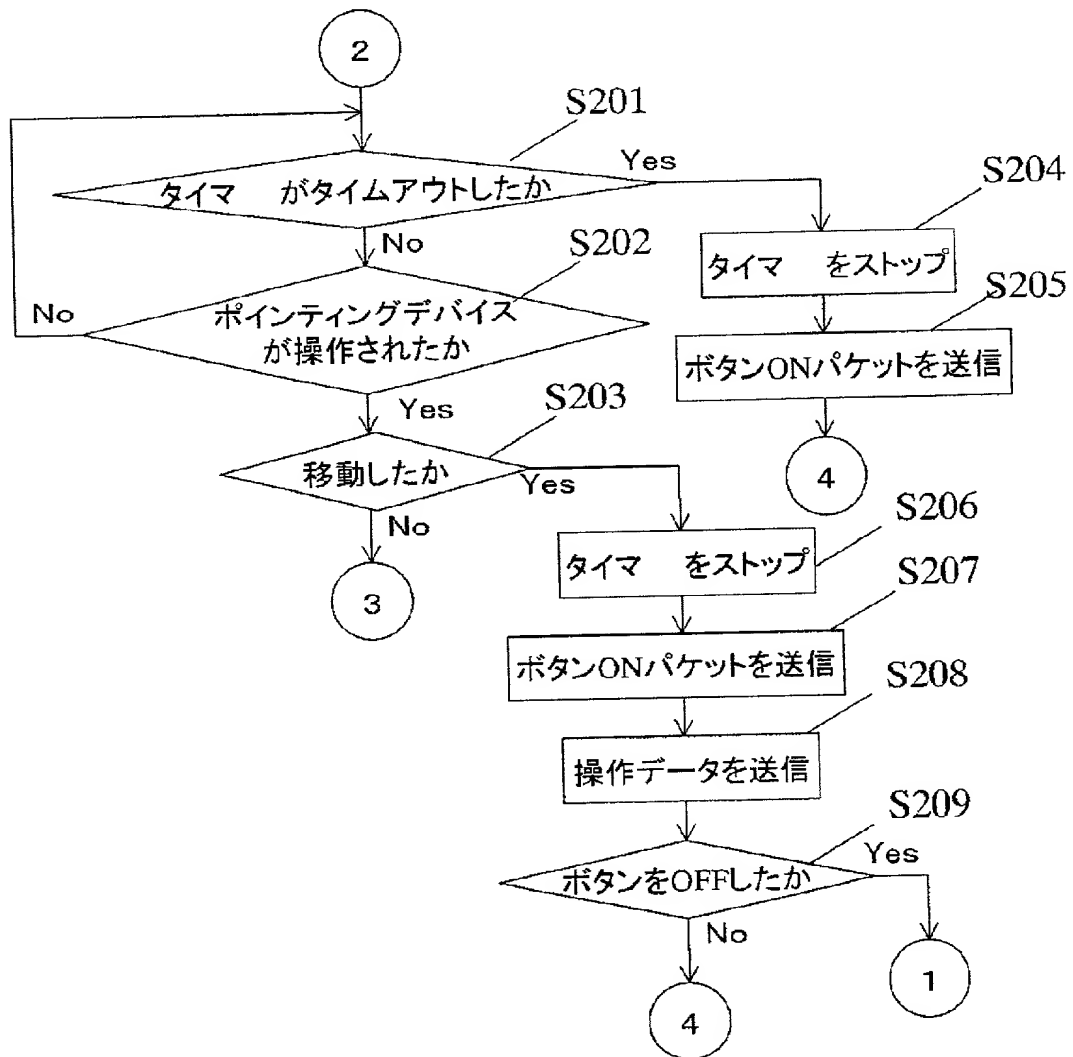 2
S201
タイマ がタイムアウトしたか
Yes
No
S202
ポインティングデバイス
が操作されたか
No
Yes
S203
移動したか
Yes
No
3
S204
タイマ をストップ
S205
ボタンONパケットを送信
4
S206
タイマ をストップ
S207
ボタンONパケットを送信
S208
操作データを送信
S209
ボタンをOFFしたか
Yes
No
1
4